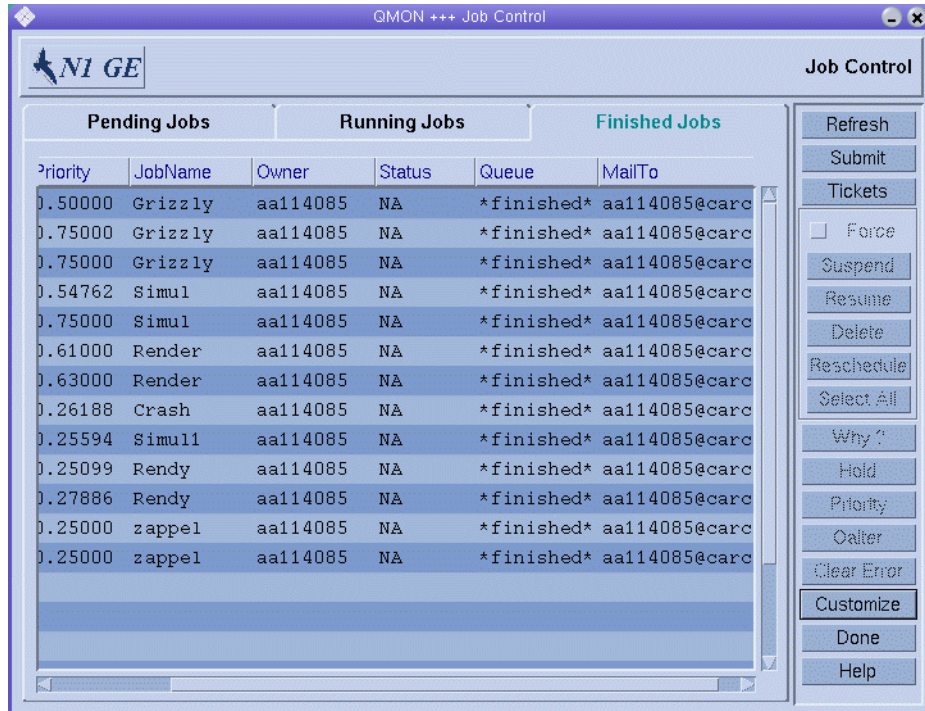 QMON +++ Job Control
N1 GE
Job Control
Pending Jobs Running Jobs Finished Jobs
Priority JobName Owner Status Queue MailTo
0.50000 Grizzly aa114085 NA *finished* aa114085@carc
0.75000 Grizzly aa114085 NA *finished* aa114085@carc
0.75000 Grizzly aa114085 NA *finished* aa114085@carc
0.54762 Simul aa114085 NA *finished* aa114085@carc
0.75000 Simul aa114085 NA *finished* aa114085@carc
0.61000 Render aa114085 NA *finished* aa114085@carc
0.63000 Render aa114085 NA *finished* aa114085@carc
0.26188 Crash aa114085 NA *finished* aa114085@carc
0.25594 Simul1 aa114085 NA *finished* aa114085@carc
0.25099 Rendy aa114085 NA *finished* aa114085@carc
0.27886 Rendy aa114085 NA *finished* aa114085@carc
0.25000 zappel aa114085 NA *finished* aa114085@carc
0.25000 zappel aa114085 NA *finished* aa114085@carc
Refresh
Submit
Tickets
Force
Suspend
Resume
Delete
Reschedule
Select All
Why ?
Hold
Priority
Qalter
Clear Error
Customize
Done
Help